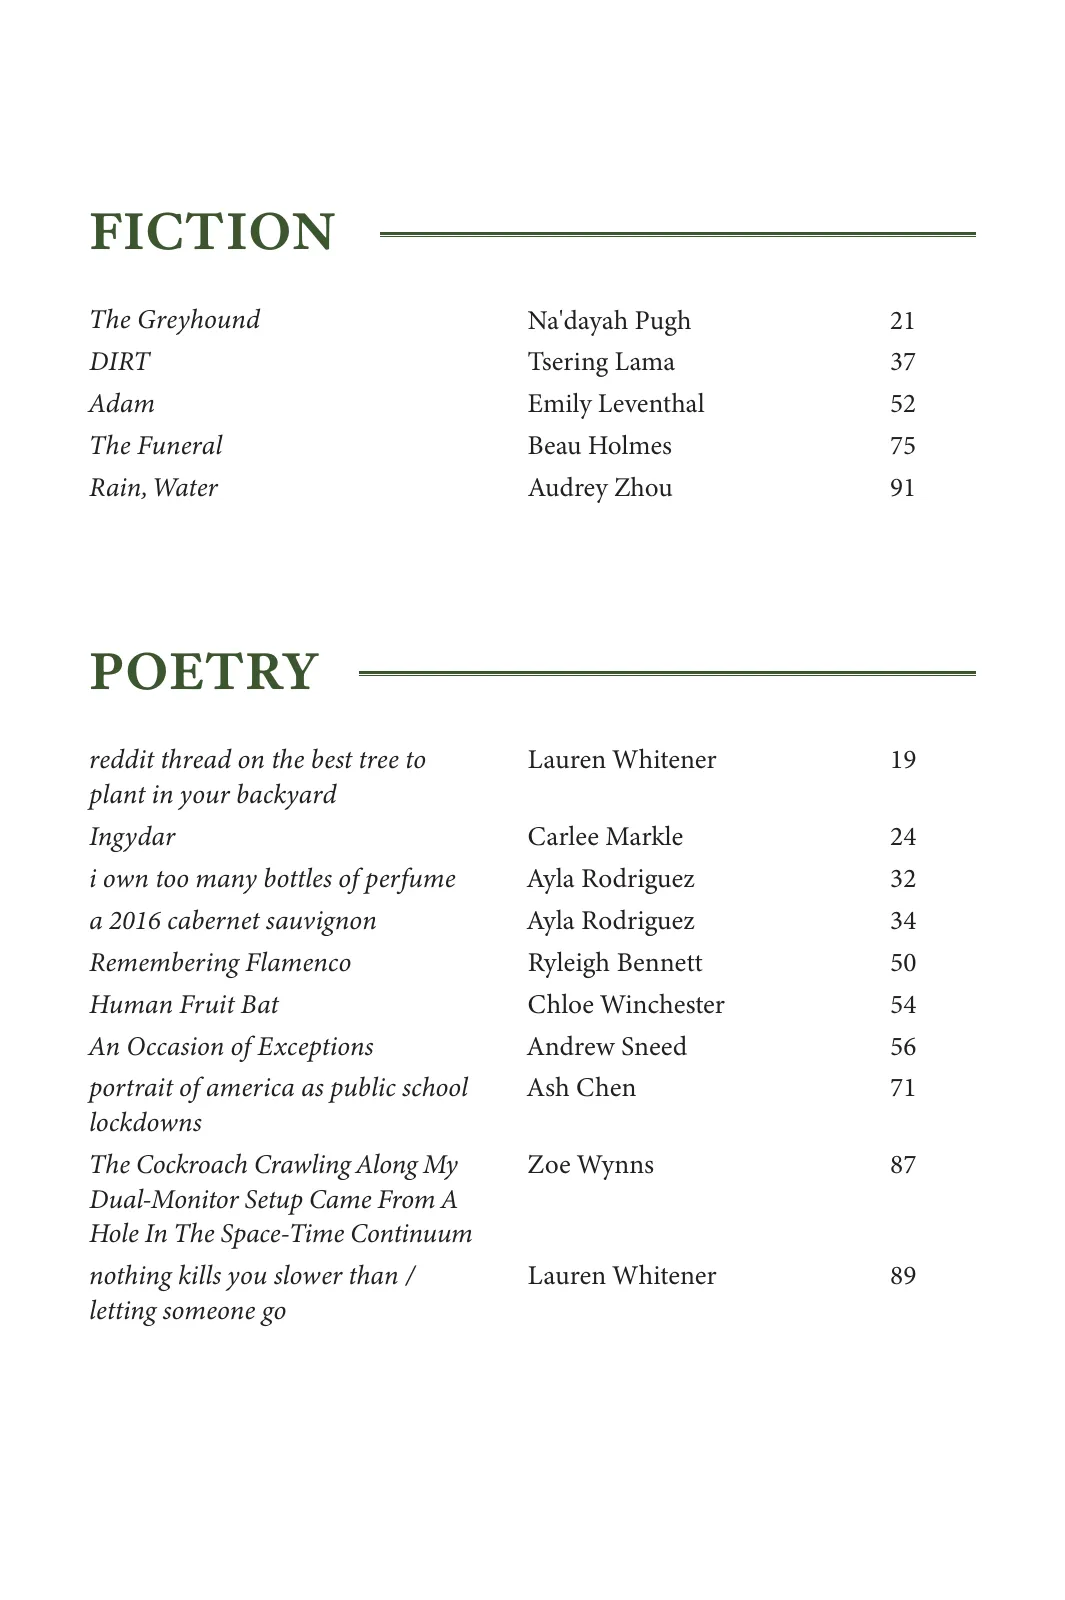 FICTION
The Greyhound Na'dayah Pugh 21
DIRT Tsering Lama 37
Adam Emily Leventhal 52
The Funeral Beau Holmes 75
Rain, Water Audrey Zhou 91
POETRY
reddit thread on the best tree to Lauren Whitener 19
plant in your backyard
Ingydar Carlee Markle 24
i own too many bottles of perfume Ayla Rodriguez 32
a 2016 cabernet sauvignon Ayla Rodriguez 34
Remembering Flamenco Ryleigh Bennett 50
Human Fruit Bat Chloe Winchester 54
An Occasion of Exceptions Andrew Sneed 56
portrait of america as public school Ash Chen 71
lockdowns
The Cockroach Crawling Along My Zoe Wynns 87
Dual-Monitor Setup Came From A
Hole In The Space-Time Continuum
nothing kills you slower than / Lauren Whitener 89
letting someone go